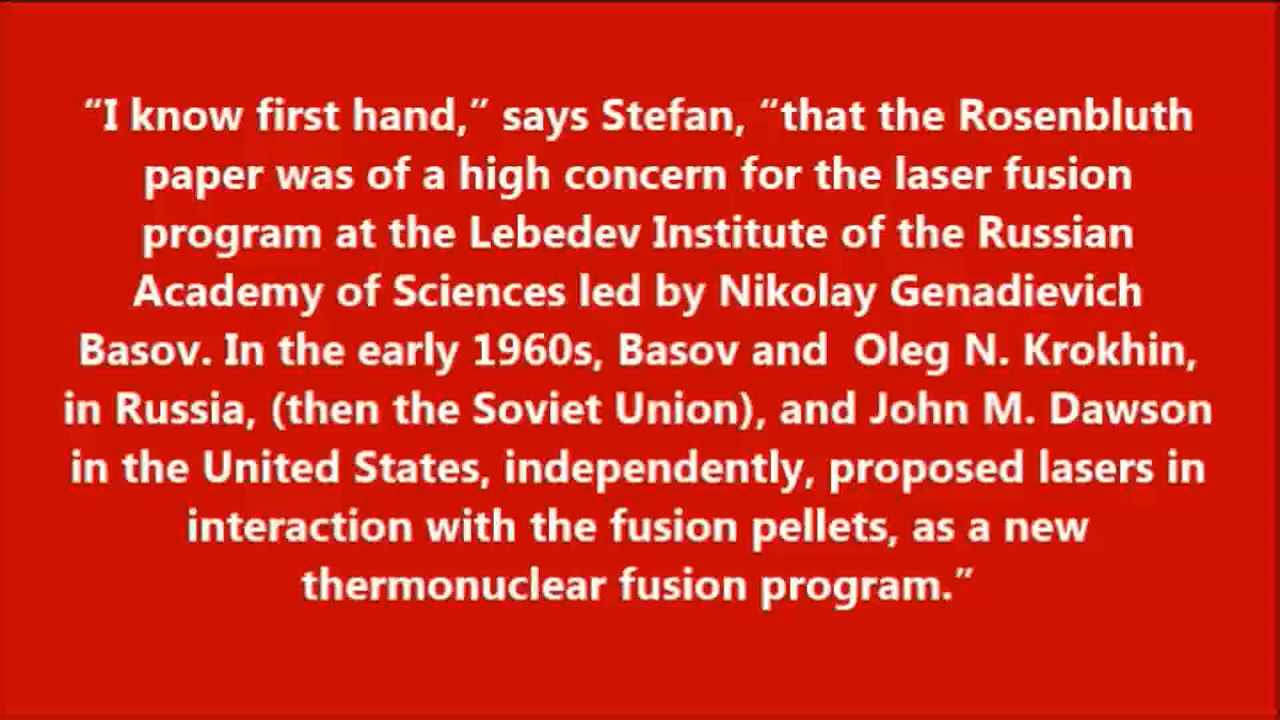 “I know first hand,” says Stefan, “that the Rosenbluth
paper was of a high concern for the laser fusion
program at the Lebedev Institute of the Russian
Academy of Sciences led by Nikolay Genadievich
Basov. In the early 1960s, Basov and  Oleg N. Krokhin,
in Russia, (then the Soviet Union), and John M. Dawson
in the United States, independently, proposed lasers in
interaction with the fusion pellets, as a new
thermonuclear fusion program.”